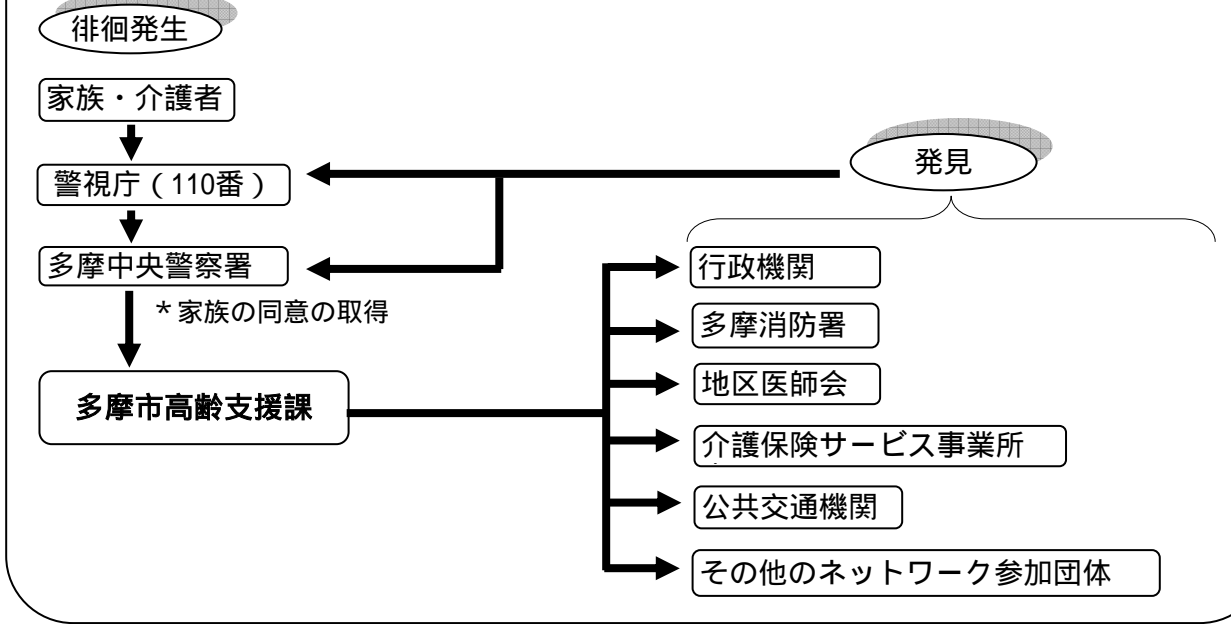 徘徊発生
家族・介護者
警視庁（110番）
多摩中央警察署
＊家族の同意の取得
多摩市高齢支援課
発見
行政機関
多摩消防署
地区医師会
介護保険サービス事業所
公共交通機関
その他のネットワーク参加団体